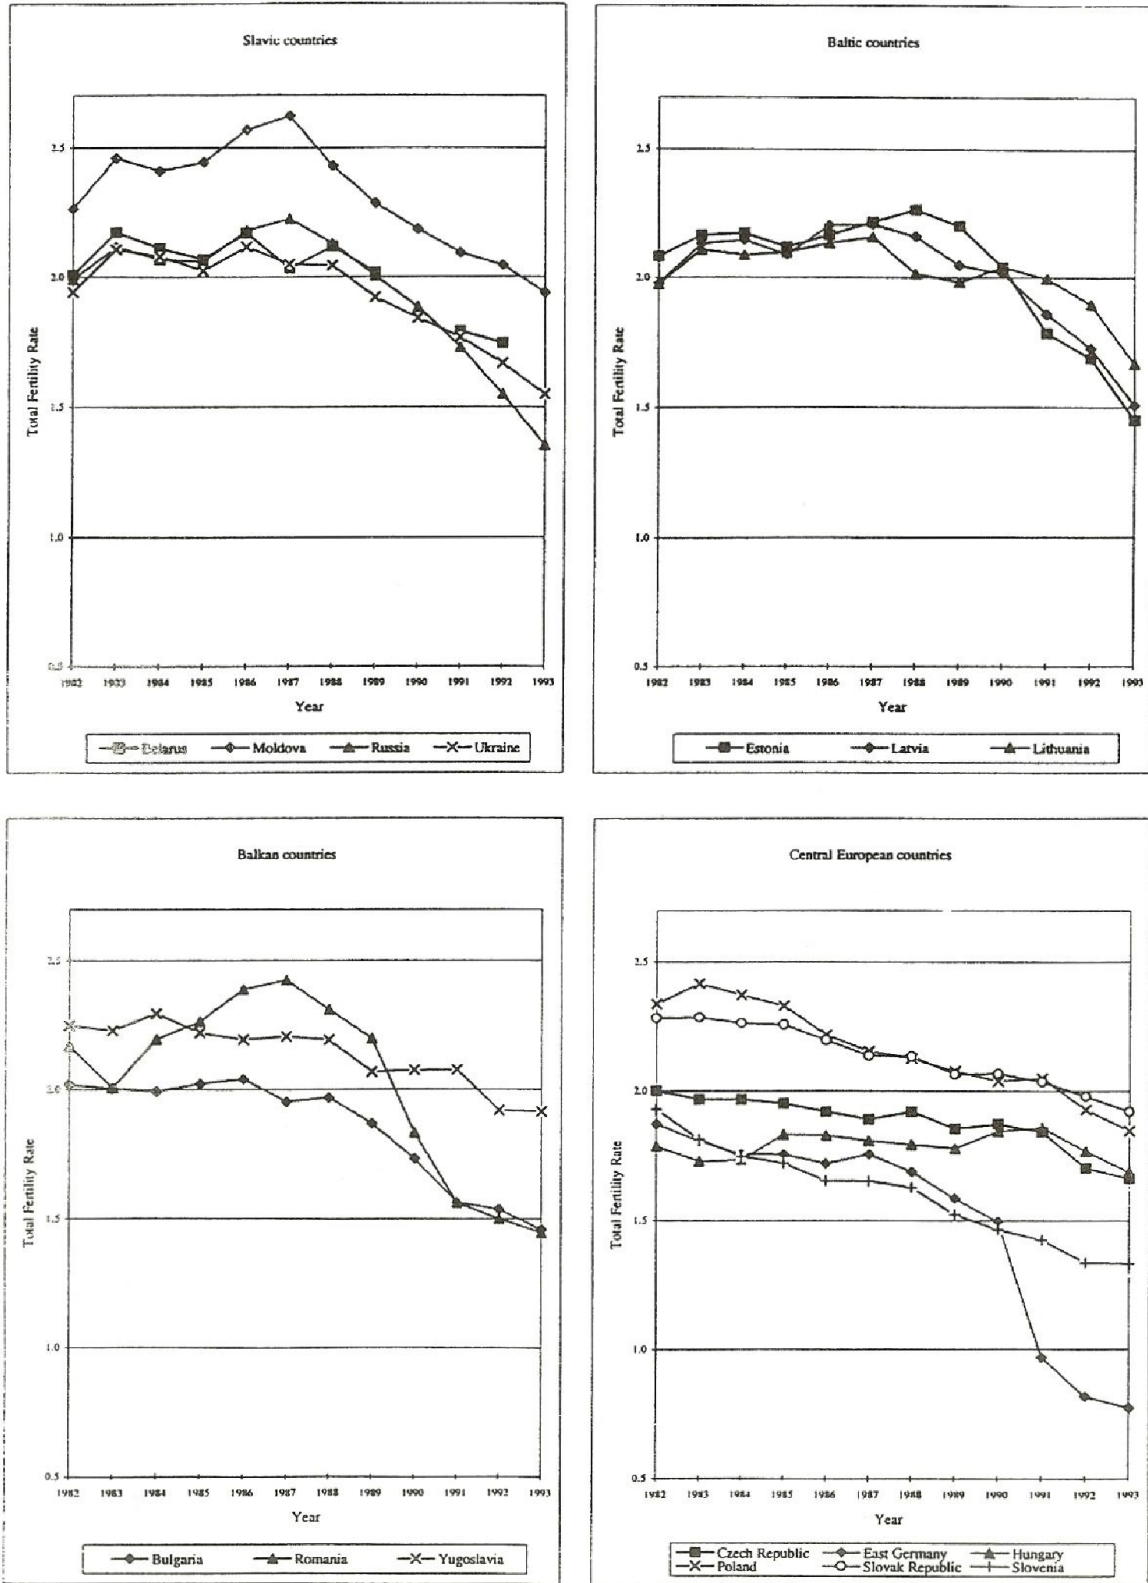 Slavic countries
Total Fertility Rate
2.5
2.0
1.5
1.0
0.5
1982 1983 1984 1985 1986 1987 1988 1989 1990 1991 1992 1993
Year
Belarus Moldova Russia Ukraine
Baltic countries
Total Fertility Rate
2.5
2.0
1.5
1.0
0.5
1982 1983 1984 1985 1986 1987 1988 1989 1990 1991 1992 1993
Year
Estonia Latvia Lithuania
Balkan countries
Total Fertility Rate
2.5
2.0
1.5
1.0
0.5
1982 1983 1984 1985 1986 1987 1988 1989 1990 1991 1992 1993
Year
Bulgaria Romania Yugoslavia
Central European countries
Total Fertility Rate
2.5
2.0
1.5
1.0
0.5
1982 1983 1984 1985 1986 1987 1988 1989 1990 1991 1992 1993
Year
Czech Republic East Germany Hungary
Poland Slovak Republic Slovenia